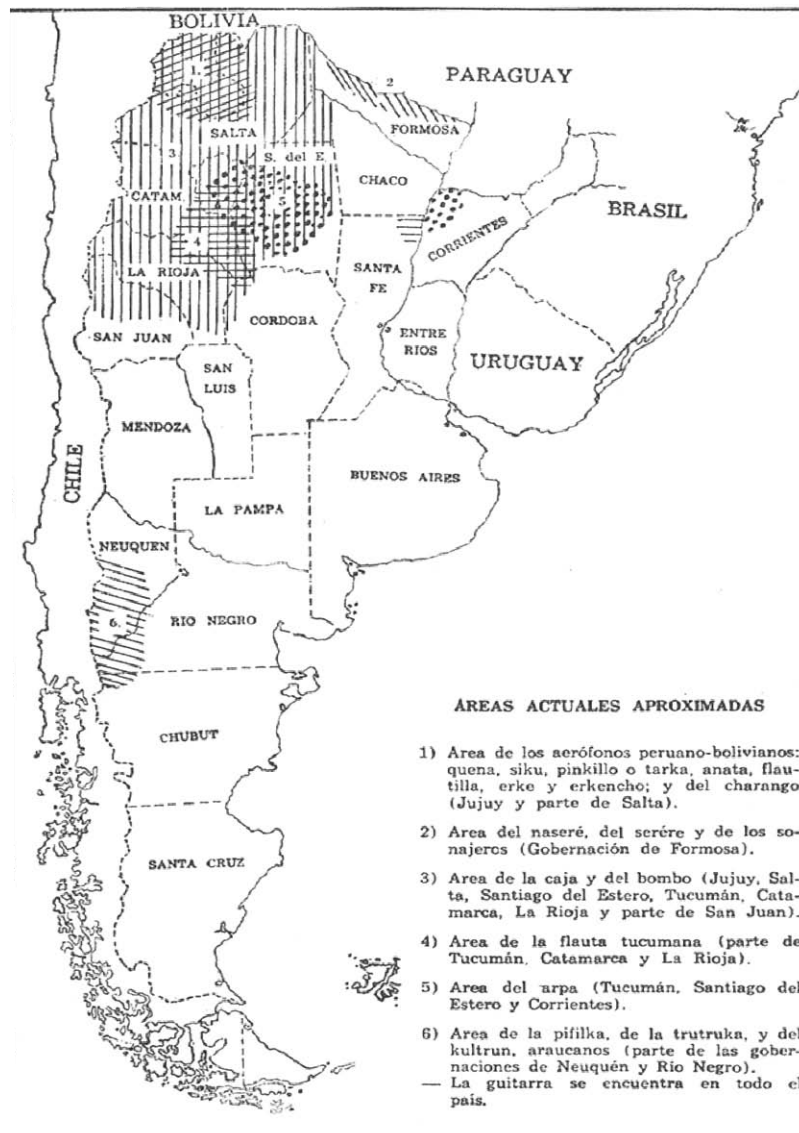 BOLIVIA
1.
2
PARAGUAY
FORMOSA
SALTA
3
S. del E.
CHACO
CATAM.
5
BRASIL
4
CORRIENTES
LA RIOJA
SANTA
FE
CORDOBA
SAN JUAN
ENTRE
RIOS
SAN
LUIS
URUGUAY
MENDOZA
CHILE
BUENOS AIRES
LA PAMPA
NEUQUEN
6.
RIO NEGRO
CHUBUT
SANTA CRUZ
ÁREAS ACTUALES APROXIMADAS
1) Area de los aerófonos peruano-bolivianos:
quena, siku, pinkillo o tarka, anata, flau-
tilla, erke y erkencho; y del charango
(Jujuy y parte de Salta).
2) Area del naseré, del serére y de los so-
najeros (Gobernación de Formosa).
3) Area de la caja y del bombo (Jujuy, Sal-
ta, Santiago del Estero, Tucumán, Cata-
marca, La Rioja y parte de San Juan).
4) Area de la flauta tucumana (parte de
Tucumán, Catamarca y La Rioja).
5) Area del arpa (Tucumán, Santiago del
Estero y Corrientes).
6) Area de la pifilka, de la trutruka, y del
kultrun, araucanos (parte de las gober-
naciones de Neuquén y Río Negro).
— La guitarra se encuentra en todo el
país.